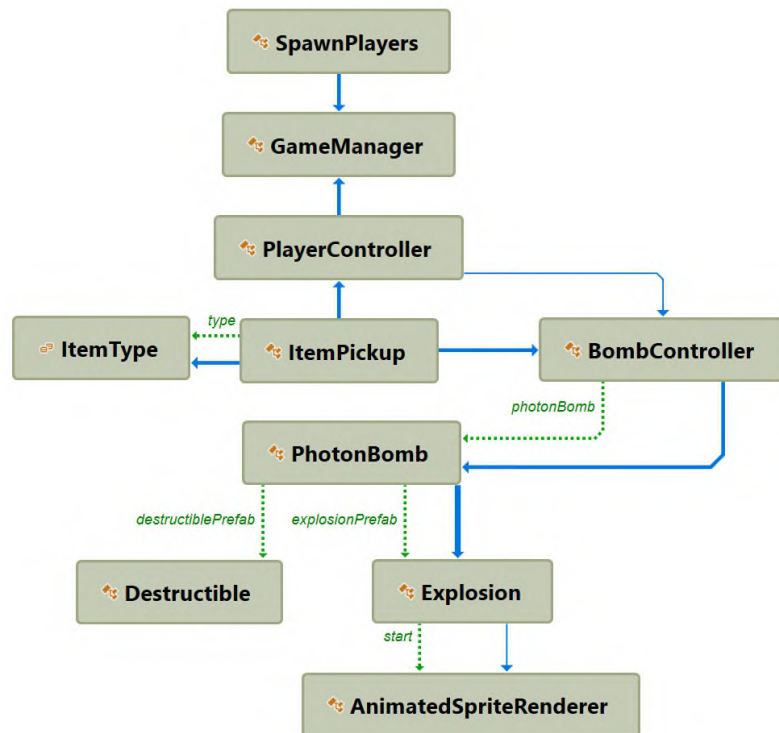 SpawnPlayers
GameManager
PlayerController
type
ItemType
ItemPickup
BombController
photonBomb
PhotonBomb
destructiblePrefab
explosionPrefab
Destructible
Explosion
start
AnimatedSpriteRenderer